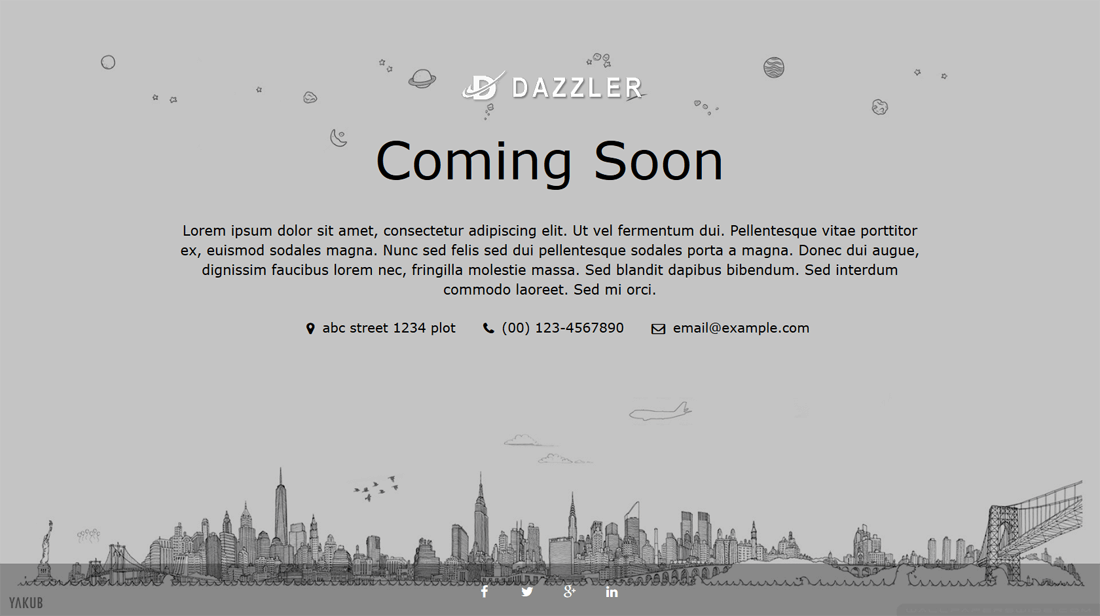 DAZZLER
Coming Soon
Lorem ipsum dolor sit amet, consectetur adipiscing elit. Ut vel fermentum dui. Pellentesque vitae porttitor
ex, euismod sodales magna. Nunc sed felis sed dui pellentesque sodales porta a magna. Donec dui augue,
dignissim faucibus lorem nec, fringilla molestie massa. Sed blandit dapibus bibendum. Sed interdum
commodo laoreet. Sed mi orci.
abc street 1234 plot (00) 123-4567890 email@example.com
YAKUB